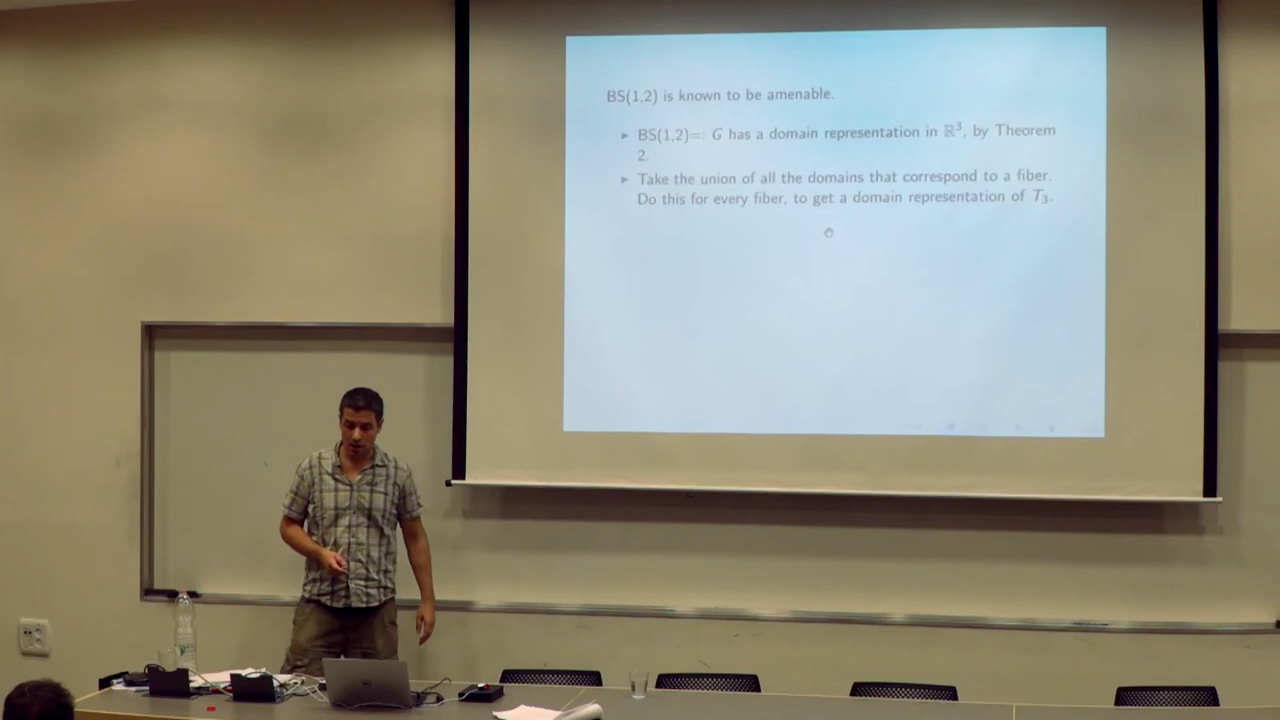 BS(1,2) is known to be amenable.
▸ BS(1,2)=: G has a domain representation in ℝ³, by Theorem
2.
▸ Take the union of all the domains that correspond to a fiber.
Do this for every fiber, to get a domain representation of T₃.